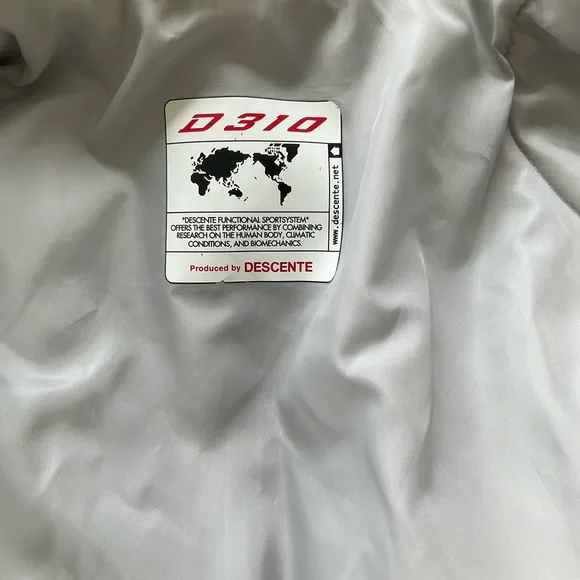 D310
"DESCENTE FUNCTIONAL SPORTSYSTEM"
OFFERS THE BEST PERFORMANCE BY COMBINING
RESEARCH ON THE HUMAN BODY, CLIMATIC
CONDITIONS, AND BIOMECHANICS.
Produced by DESCENTE
www.descente.net